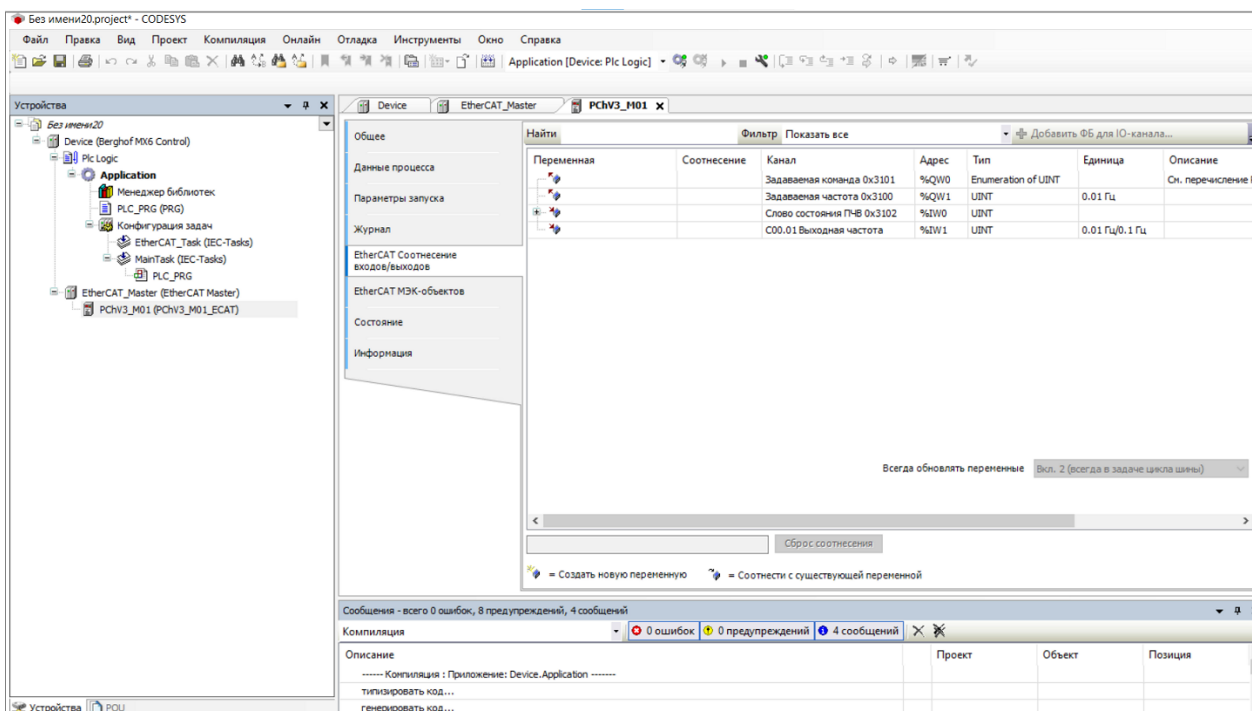 Без имени20.project* - CODESYS
Файл Правка Вид Проект Компиляция Онлайн Отладка Инструменты Окно Справка
Application [Device: Plc Logic]
Устройства
Без имени20
Device (Berghof MX6 Control)
Plc Logic
Application
Менеджер библиотек
PLC_PRG (PRG)
Конфигурация задач
EtherCAT_Task (IEC-Tasks)
MainTask (IEC-Tasks)
PLC_PRG
EtherCAT_Master (EtherCAT Master)
PChV3_M01 (PChV3_M01_ECAT)
Устройства POU
Device EtherCAT_Master PChV3_M01
Общее
Данные процесса
Параметры запуска
Журнал
EtherCAT Соотнесение
входов/выходов
EtherCAT МЭК-объектов
Состояние
Информация
Найти Фильтр Показать все Добавить ФБ для IO-канала...
Переменная Соотнесение Канал Адрес Тип Единица Описание
Задаваемая команда 0x3101 %QW0 Enumeration of UINT См. перечисление
Задаваемая частота 0x3100 %QW1 UINT 0.01 Гц
Слово состояния ПЧВ 0x3102 %IW0 UINT
C00.01 Выходная частота %IW1 UINT 0.01 Гц/0.1 Гц
Всегда обновлять переменные Вкл. 2 (всегда в задаче цикла шины)
Сброс соотнесения
= Создать новую переменную = Соотнести с существующей переменной
Сообщения - всего 0 ошибок, 8 предупреждений, 4 сообщений
Компиляция 0 ошибок 0 предупреждений 4 сообщений
Описание Проект Объект Позиция
------ Компиляция : Приложение: Device.Application -------
типизировать код...
генерировать код...